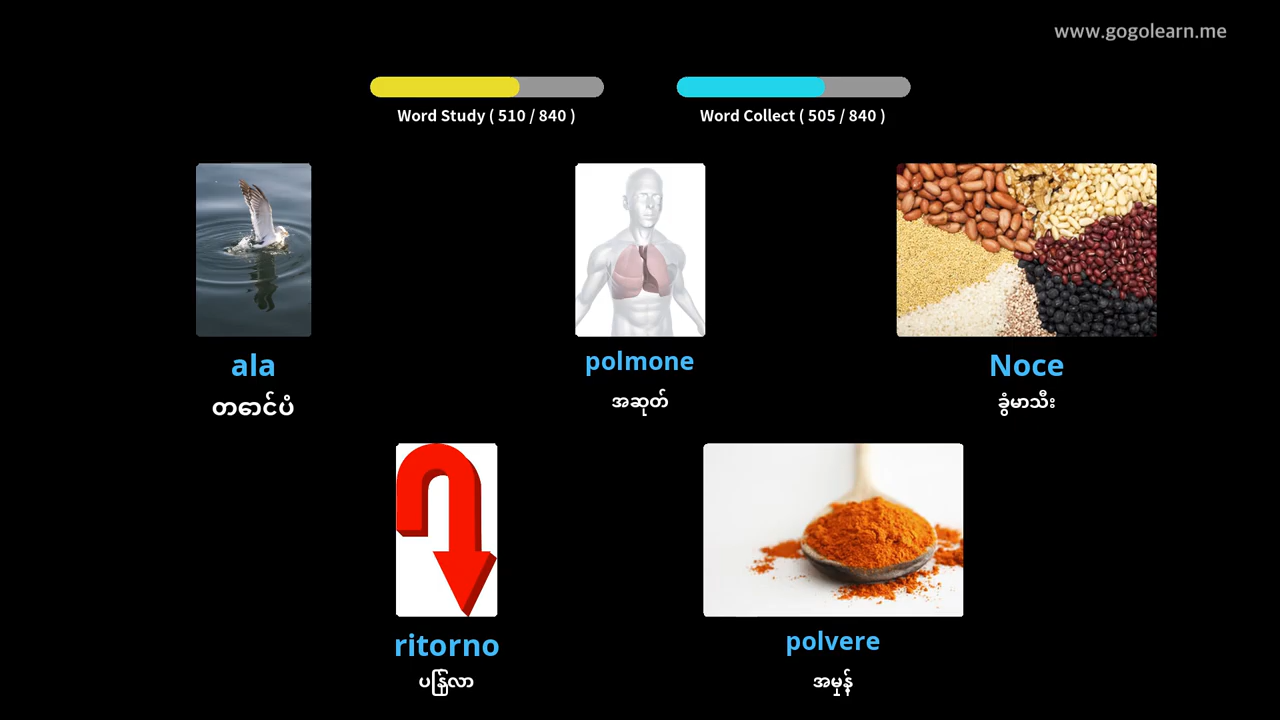 www.gogolearn.me
Word Study ( 510 / 840 )
Word Collect ( 505 / 840 )
ala
တောင်ပံ
polmone
အဆုတ်
Noce
ခွံမာသီး
ritorno
ပြန်လာ
polvere
အမှုန့်